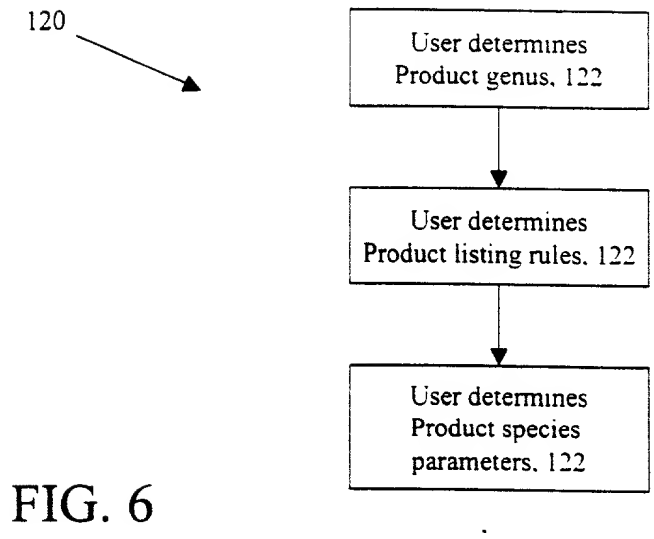 120
User determines
Product genus. 122
User determines
Product listing rules. 122
User determines
Product species
parameters. 122
FIG. 6